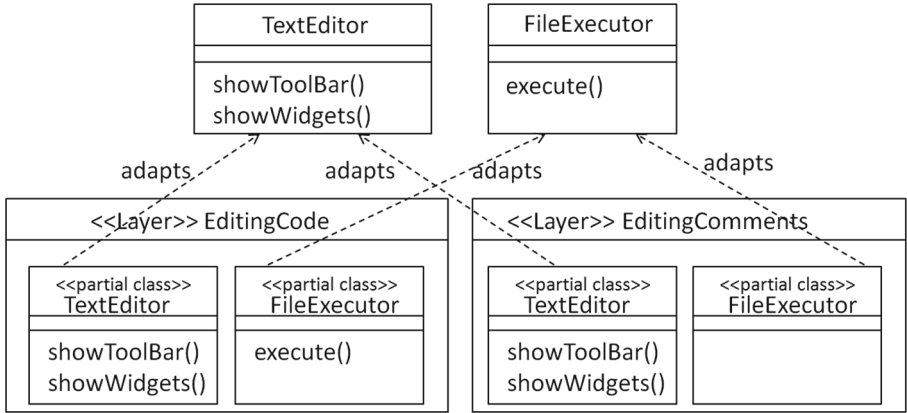 TextEditor
showToolBar()
showWidgets()
FileExecutor
execute()
adapts
adapts
adapts
adapts
<<Layer>> EditingCode
<<partial class>>
TextEditor
showToolBar()
showWidgets()
<<partial class>>
FileExecutor
execute()
<<Layer>> EditingComments
<<partial class>>
TextEditor
showToolBar()
showWidgets()
<<partial class>>
FileExecutor